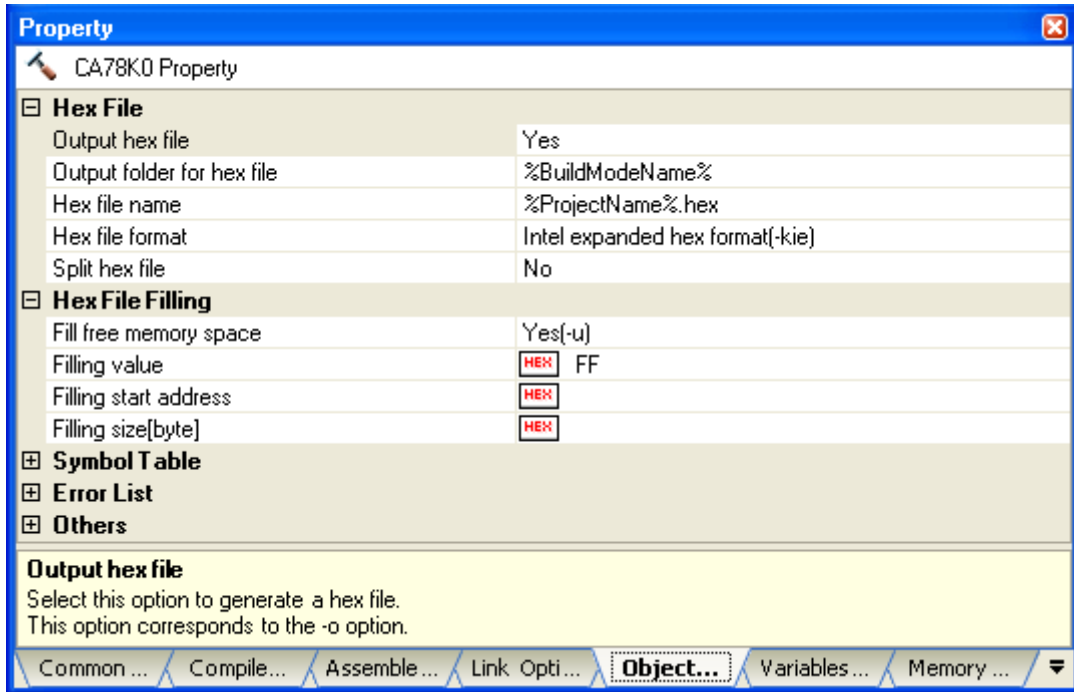 Property
CA78K0 Property
Hex File
Output hex file Yes
Output folder for hex file %BuildModeName%
Hex file name %ProjectName%.hex
Hex file format Intel expanded hex format(-kie)
Split hex file No
Hex File Filling
Fill free memory space Yes(-u)
Filling value HEX FF
Filling start address HEX
Filling size[byte] HEX
Symbol Table
Error List
Others
Output hex file
Select this option to generate a hex file.
This option corresponds to the -o option.
Common ... Compile... Assemble... Link Opti... Object... Variables... Memory ...